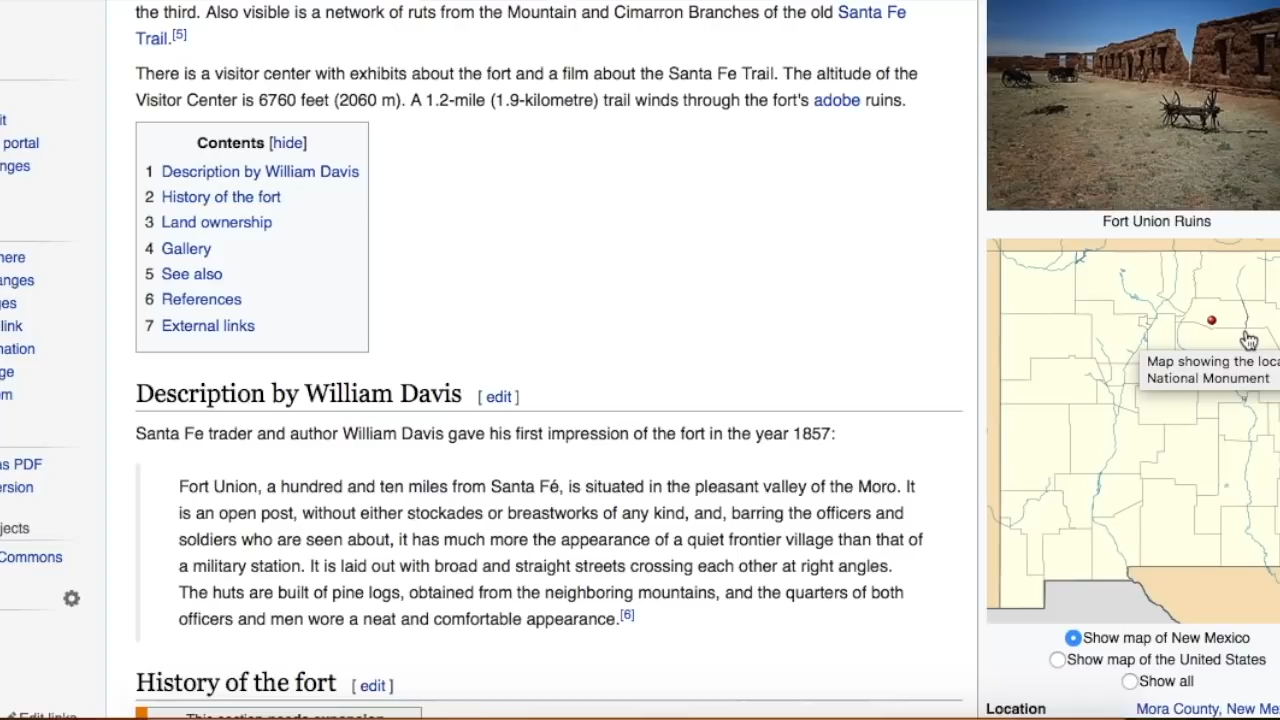 the third. Also visible is a network of ruts from the Mountain and Cimarron Branches of the old Santa Fe
Trail.[5]
There is a visitor center with exhibits about the fort and a film about the Santa Fe Trail. The altitude of the
Visitor Center is 6760 feet (2060 m). A 1.2-mile (1.9-kilometre) trail winds through the fort's adobe ruins.
Contents [hide]
1 Description by William Davis
2 History of the fort
3 Land ownership
4 Gallery
5 See also
6 References
7 External links
Description by William Davis [ edit ]
Santa Fe trader and author William Davis gave his first impression of the fort in the year 1857:
Fort Union, a hundred and ten miles from Santa Fé, is situated in the pleasant valley of the Moro. It
is an open post, without either stockades or breastworks of any kind, and, barring the officers and
soldiers who are seen about, it has much more the appearance of a quiet frontier village than that of
a military station. It is laid out with broad and straight streets crossing each other at right angles.
The huts are built of pine logs, obtained from the neighboring mountains, and the quarters of both
officers and men wore a neat and comfortable appearance.[6]
History of the fort [ edit ]
This section needs expansion
it
portal
nges
here
anges
ges
link
mation
ge
m
as PDF
ersion
jects
Commons
Edit links
Fort Union Ruins
Map showing the loca
National Monument
Show map of New Mexico
Show map of the United States
Show all
Location Mora County, New Me